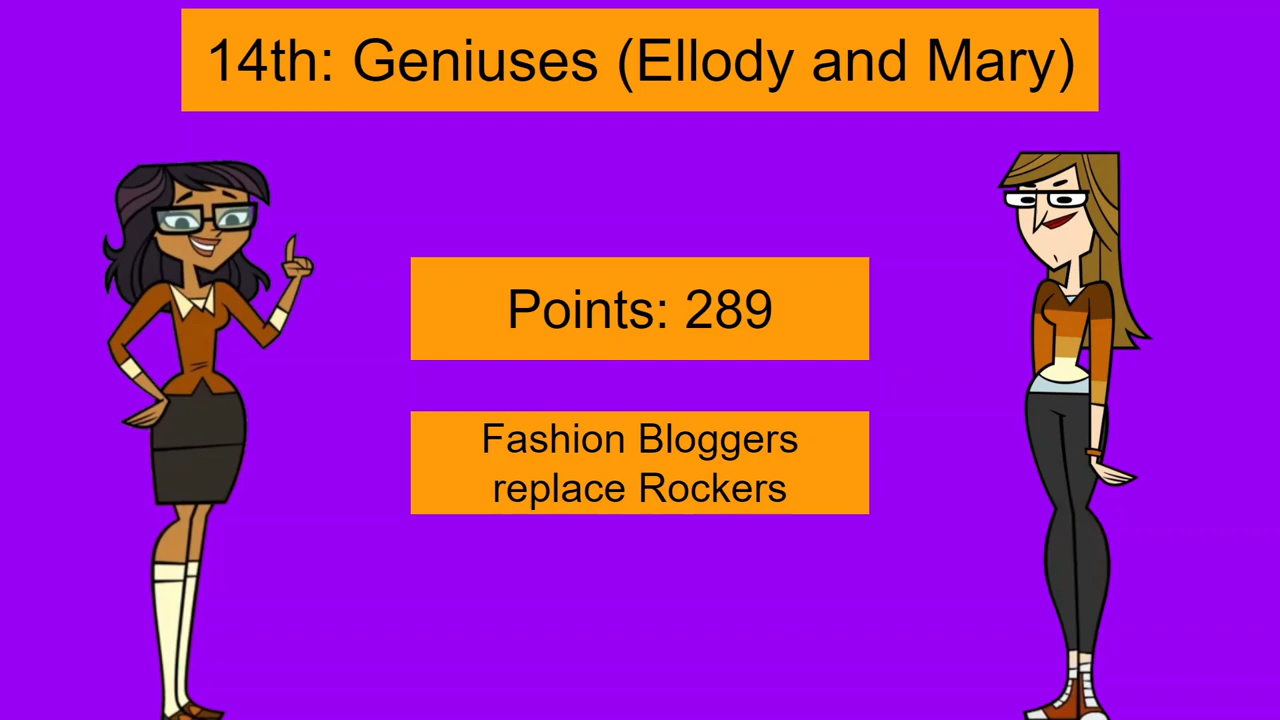 14th: Geniuses (Ellody and Mary)
Points: 289
Fashion Bloggers
replace Rockers